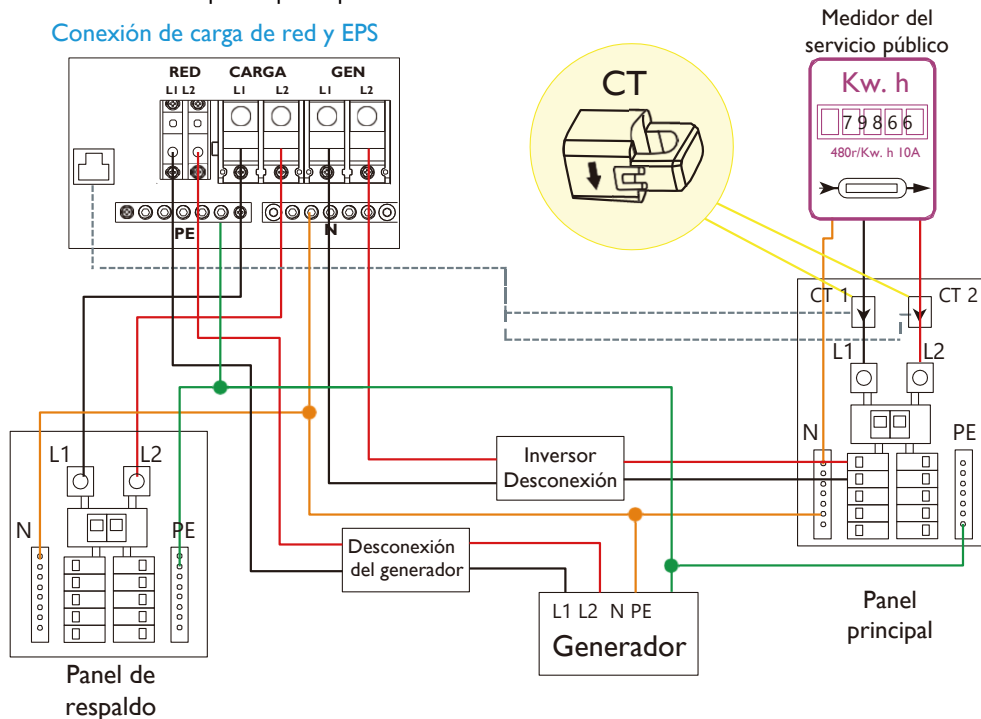 Conexión de carga de red y EPS
RED CARGA GEN
L1 L2 L1 L2 L1 L2
PE
N
CT
Medidor del
servicio público
Kw. h
79866
480r/Kw. h 10A
CT 1
CT 2
L1
L2
N
PE
Panel
principal
Inversor
Desconexión
Desconexión
del generador
L1 L2 N PE
Generador
L1
L2
N
PE
Panel de
respaldo